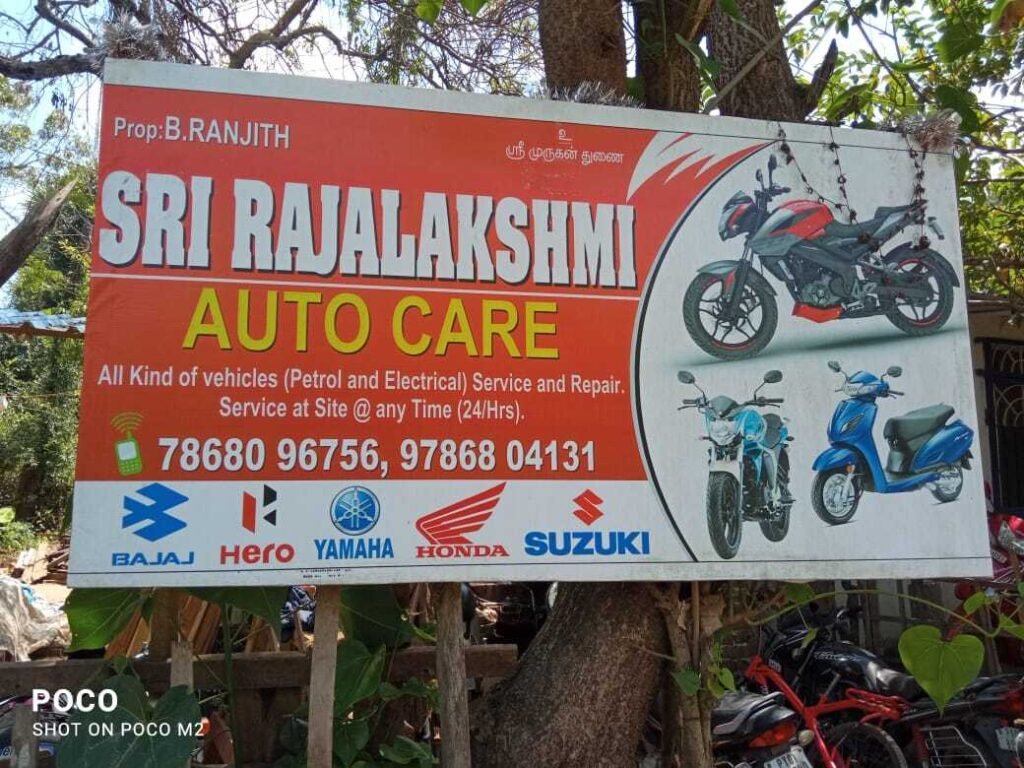 Prop:B.RANJITH
உ
ஸ்ரீ முருகன் துணை
SRI RAJALAKSHMI
AUTO CARE
All Kind of vehicles (Petrol and Electrical) Service and Repair.
Service at Site @ any Time (24/Hrs).
78680 96756, 97868 04131
BAJAJ
Hero
YAMAHA
HONDA
SUZUKI
POCO
SHOT ON POCO M2